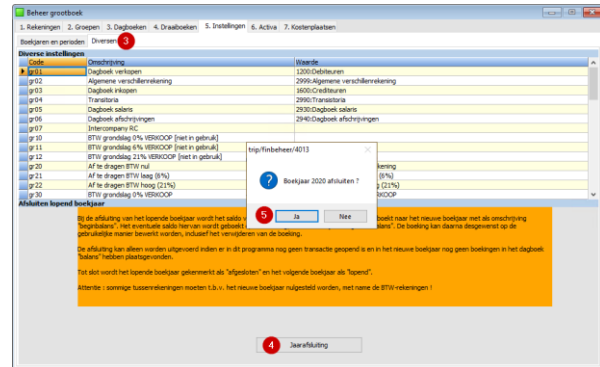 Beheer grootboek
1. Rekeningen 2. Groepen 3. Dagboeken 4. Draaiboeken 5. Instellingen 6. Activa 7. Kostenplaatsen
Boekjaren en perioden Diversen 3
Diverse instellingen
Code Omschrijving Waarde
gr01 Dagboek verkopen 1200:Debiteuren
gr02 Algemene verschillenrekening 2999:Algemene verschillenrekening
gr03 Dagboek inkopen 1600:Crediteuren
gr04 Transitoria 2990:Transistoria
gr05 Dagboek salaris 2930:Dagboek salaris
gr06 Dagboek afschrijvingen 2940:Dagboek afschrijvingen
gr07 Intercompany RC
gr10 BTW grondslag 0% VERKOOP [niet in gebruik]
gr11 BTW grondslag 6% VERKOOP [niet in gebruik]
gr12 BTW grondslag 21% VERKOOP [niet in gebruik]
gr20 Af te dragen BTW nul kening
gr21 Af te dragen BTW laag (6%) (6%)
gr22 Af te dragen BTW hoog (21%) g (21%)
gr30 BTW grondslag 0% VERKOOP 0% VERKOOP
trip/finbeheer/4013
? Boekjaar 2020 afsluiten ?
5 Ja Nee
Afsluiten lopend boekjaar
Bij de afsluiting van het lopende boekjaar wordt het saldo v boekt naar het nieuwe boekjaar met als omschrijving
"beginbalans". Het eventuele saldo hiervan wordt geboekt alans". De boeking kan daarna desgewenst op de
gebruikelijke manier bewerkt worden, inclusief het verwijderen van de boeking.
De afsluiting kan alleen worden uitgevoerd indien er in dit programma nog geen transactie geopend is en in het nieuwe boekjaar nog geen boekingen in het dagboek
"balans" hebben plaatsgevonden.
Tot slot wordt het lopende boekjaar gekenmerkt als "afgesloten" en het volgende boekjaar als "lopend".
Attentie : sommige tussenrekeningen moeten t.b.v. het nieuwe boekjaar nulgesteld worden, met name de BTW-rekeningen !
4 Jaarafsluiting